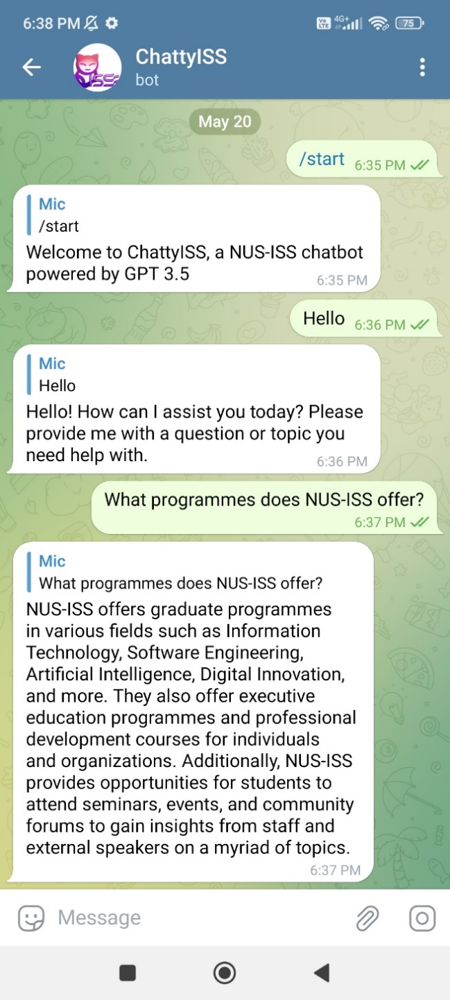 6:38 PM
Vo LTE 4G+ 75
ChattyISS
bot
May 20
/start 6:35 PM
Mic
/start
Welcome to ChattyISS, a NUS-ISS chatbot
powered by GPT 3.5
6:35 PM
Hello 6:36 PM
Mic
Hello
Hello! How can I assist you today? Please
provide me with a question or topic you
need help with.
6:36 PM
What programmes does NUS-ISS offer?
6:37 PM
Mic
What programmes does NUS-ISS offer?
NUS-ISS offers graduate programmes
in various fields such as Information
Technology, Software Engineering,
Artificial Intelligence, Digital Innovation,
and more. They also offer executive
education programmes and professional
development courses for individuals
and organizations. Additionally, NUS-ISS
provides opportunities for students to
attend seminars, events, and community
forums to gain insights from staff and
external speakers on a myriad of topics.
6:37 PM
Message